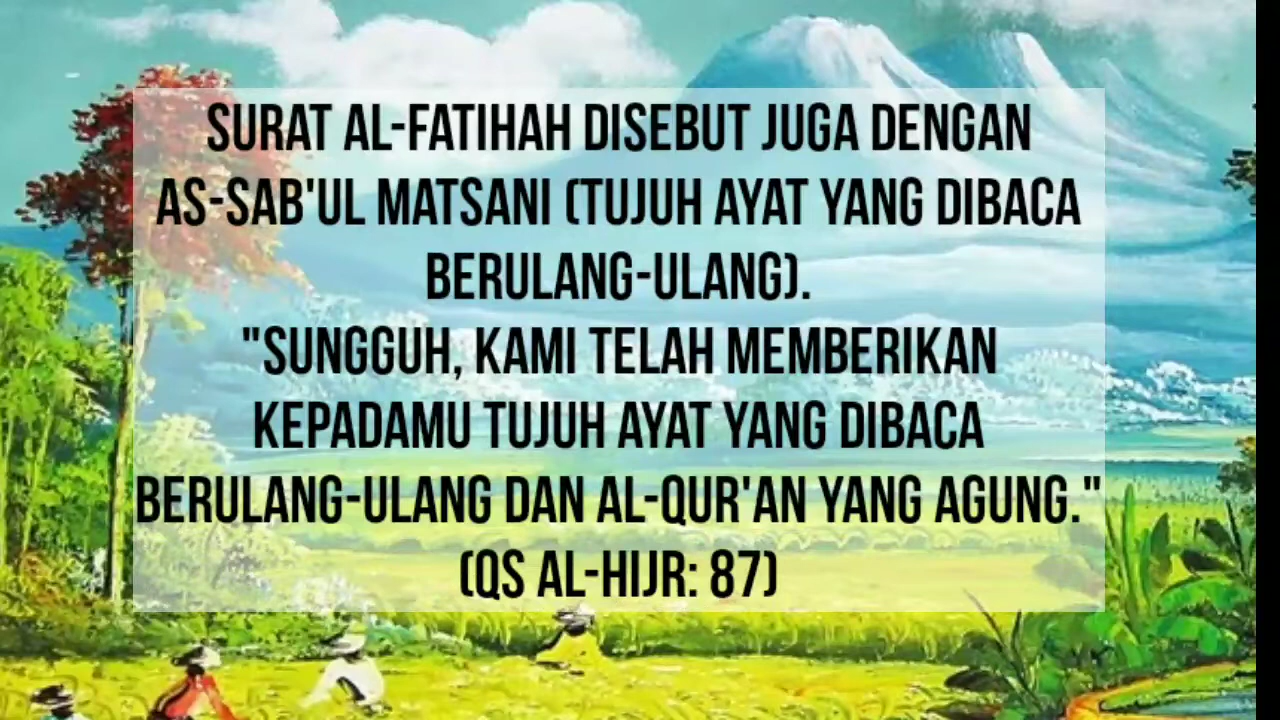 SURAT AL-FATIHAH DISEBUT JUGA DENGAN
AS-SAB'UL MATSANI (TUJUH AYAT YANG DIBACA
BERULANG-ULANG).
"SUNGGUH, KAMI TELAH MEMBERIKAN
KEPADAMU TUJUH AYAT YANG DIBACA
BERULANG-ULANG DAN AL-QUR'AN YANG AGUNG."
(QS AL-HIJR: 87)